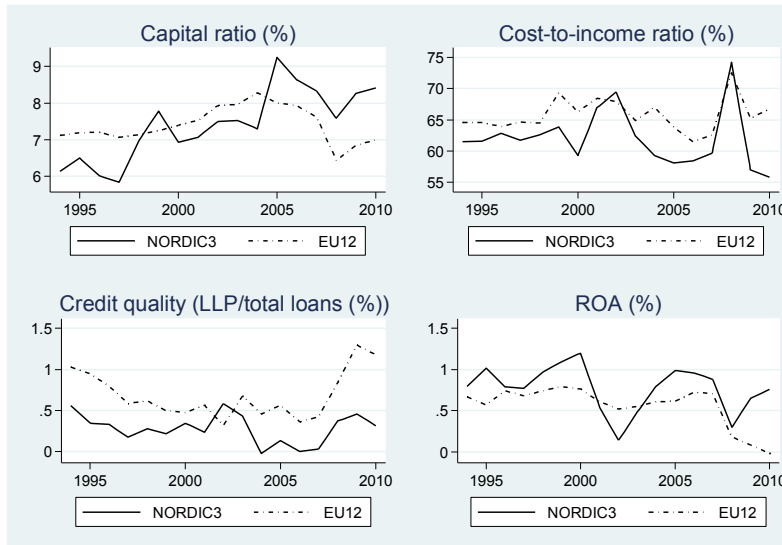 Capital ratio (%)
9
8
7
6
1995 2000 2005 2010
NORDIC3 EU12
Cost-to-income ratio (%)
75
70
65
60
55
1995 2000 2005 2010
NORDIC3 EU12
Credit quality (LLP/total loans (%))
1.5
1
.5
0
1995 2000 2005 2010
NORDIC3 EU12
ROA (%)
1.5
1
.5
0
1995 2000 2005 2010
NORDIC3 EU12